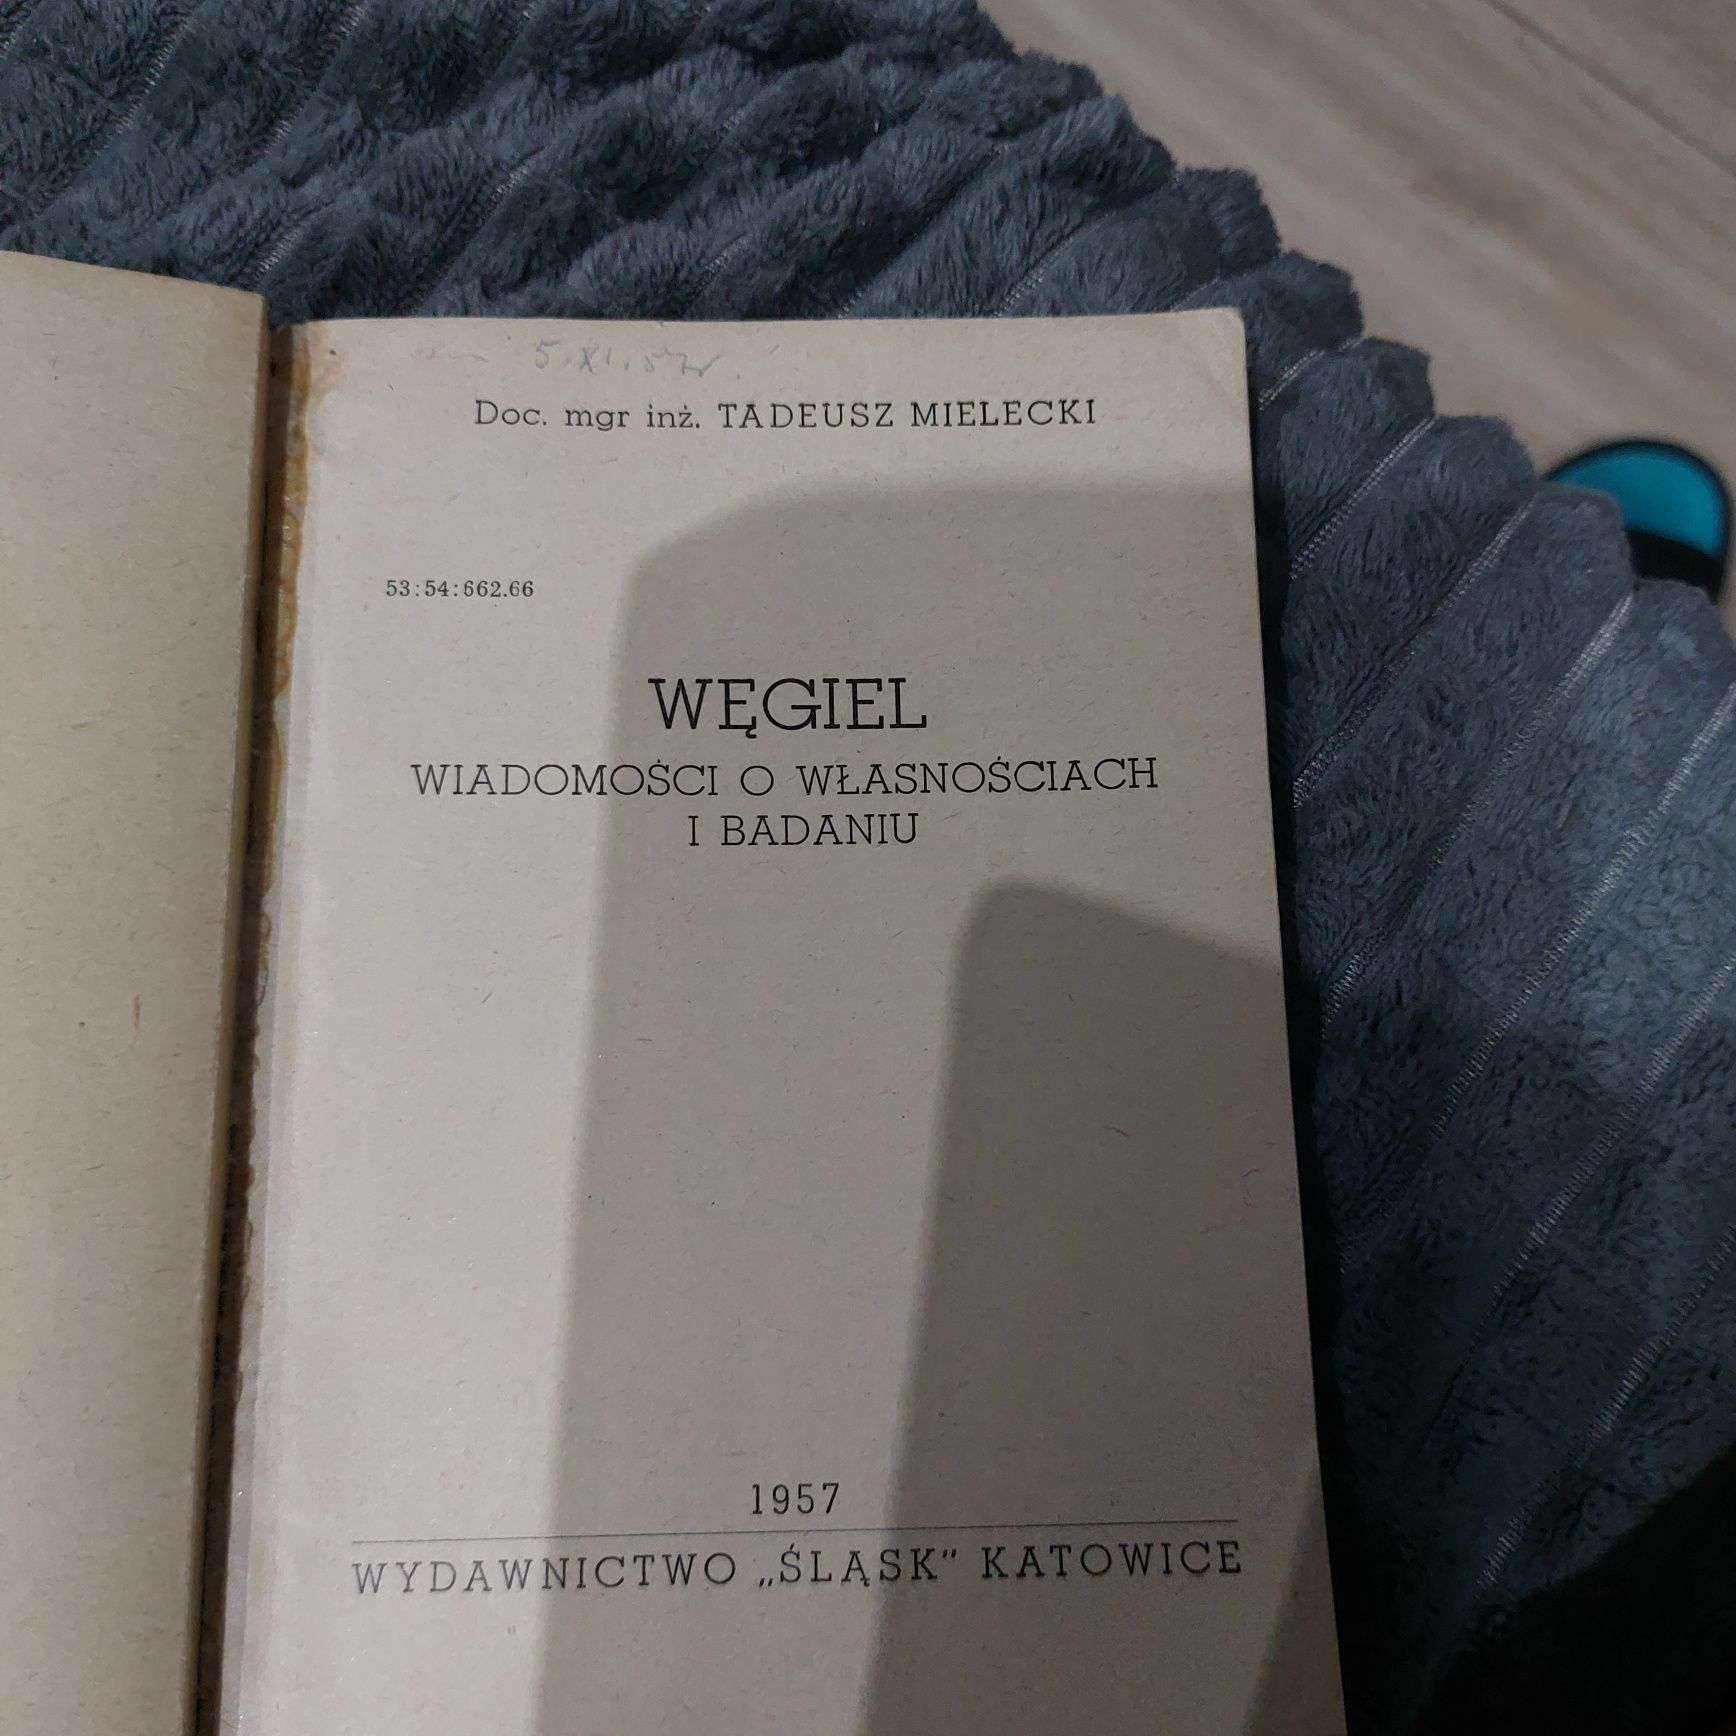 5.XI.57r.
Doc. mgr inż. TADEUSZ MIELECKI
53:54:662.66
WĘGIEL
WIADOMOŚCI O WŁASNOŚCIACH
I BADANIU
1957
WYDAWNICTWO „ŚLĄSK" KATOWICE